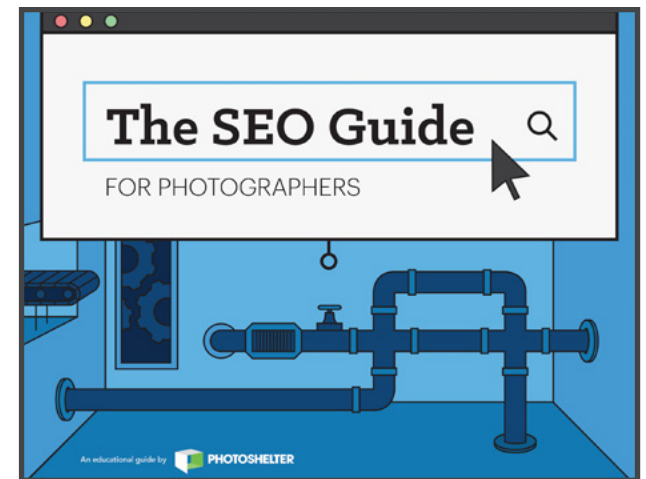 The SEO Guide
FOR PHOTOGRAPHERS
An educational guide by PHOTOSHELTER